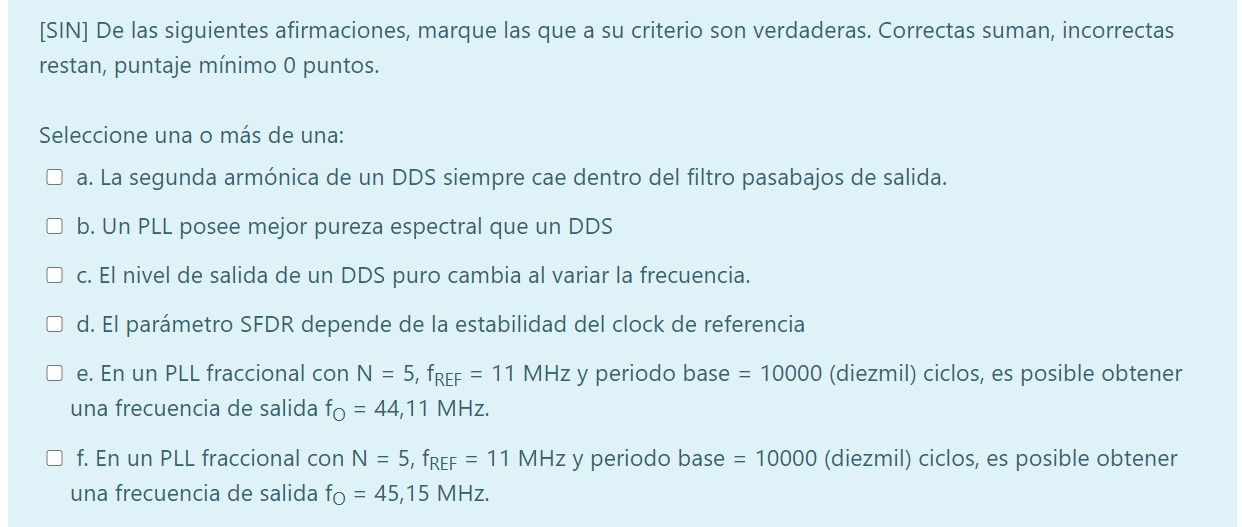 [SIN] De las siguientes afirmaciones, marque las que a su criterio son verdaderas. Correctas suman, incorrectas
restan, puntaje mínimo 0 puntos.
Seleccione una o más de una:
a. La segunda armónica de un DDS siempre cae dentro del filtro pasabajos de salida.
b. Un PLL posee mejor pureza espectral que un DDS
c. El nivel de salida de un DDS puro cambia al variar la frecuencia.
d. El parámetro SFDR depende de la estabilidad del clock de referencia
e. En un PLL fraccional con N = 5, fREF = 11 MHz y periodo base = 10000 (diezmil) ciclos, es posible obtener
una frecuencia de salida fO = 44,11 MHz.
f. En un PLL fraccional con N = 5, fREF = 11 MHz y periodo base = 10000 (diezmil) ciclos, es posible obtener
una frecuencia de salida fO = 45,15 MHz.